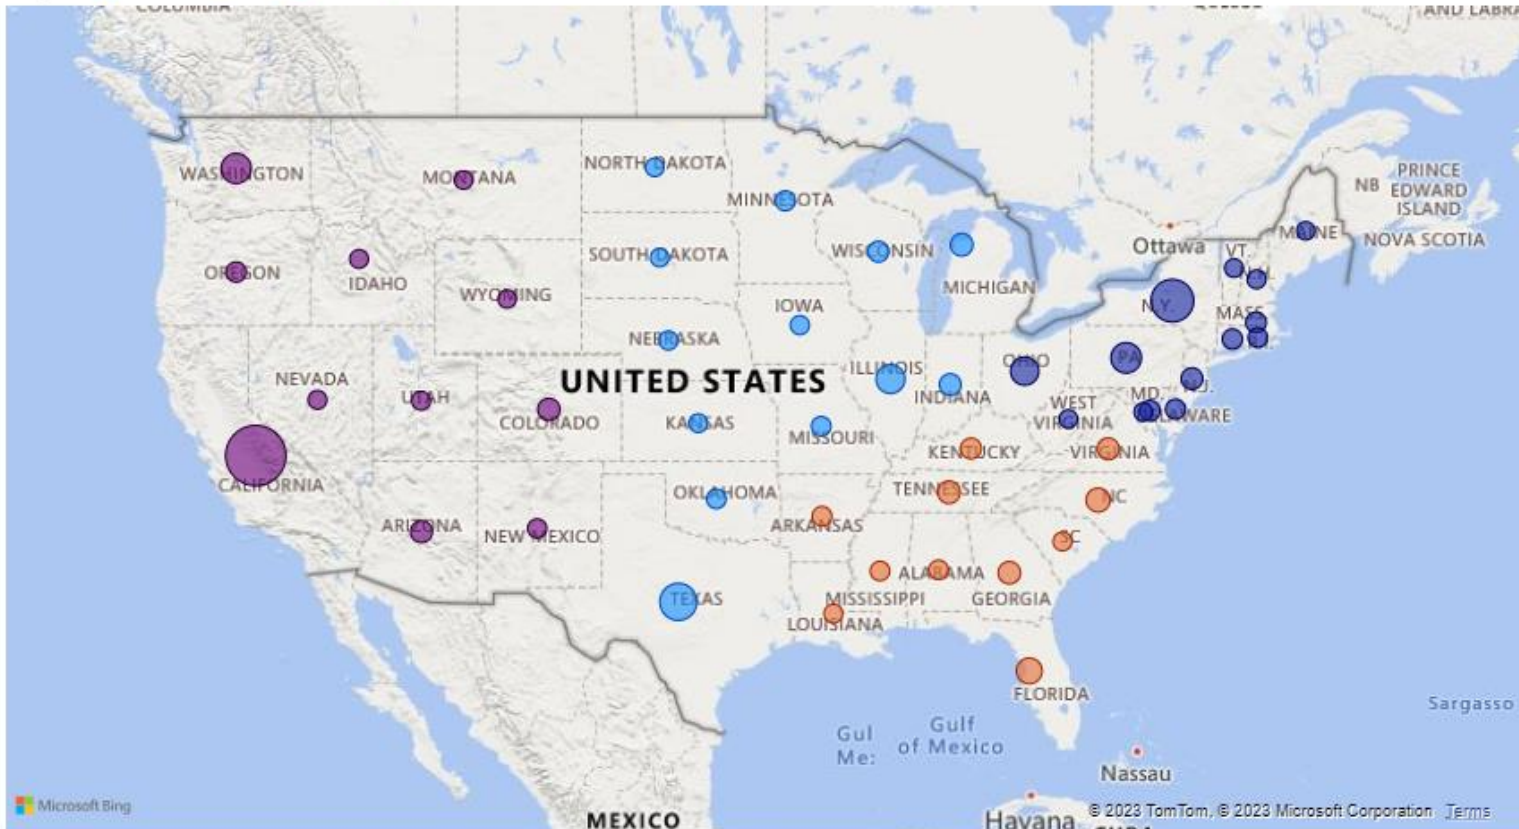 COLUMBIA
QUEBEC
AND LABRA
WASHINGTON
MONTANA
NORTH DAKOTA
MINNESOTA
NB
PRINCE
EDWARD
ISLAND
MAINE
NOVA SCOTIA
Ottawa
VT.
N.H.
OREGON
IDAHO
WYOMING
SOUTH DAKOTA
WISCONSIN
MICHIGAN
IOWA
N.Y.
MASS.
NEBRASKA
NEVADA
UTAH
UNITED STATES
ILLINOIS
INDIANA
OHIO
PA
N.J.
MD.
DELAWARE
COLORADO
KANSAS
MISSOURI
WEST
VIRGINIA
KENTUCKY
VIRGINIA
CALIFORNIA
ARIZONA
NEW MEXICO
OKLAHOMA
ARKANSAS
TENNESSEE
NC
SC
TEXAS
MISSISSIPPI
ALABAMA
GEORGIA
LOUISIANA
FLORIDA
Gul
Me:
Gulf
of Mexico
Sargasso
Nassau
Havana
MEXICO
Microsoft Bing
© 2023 TomTom, © 2023 Microsoft Corporation Terms